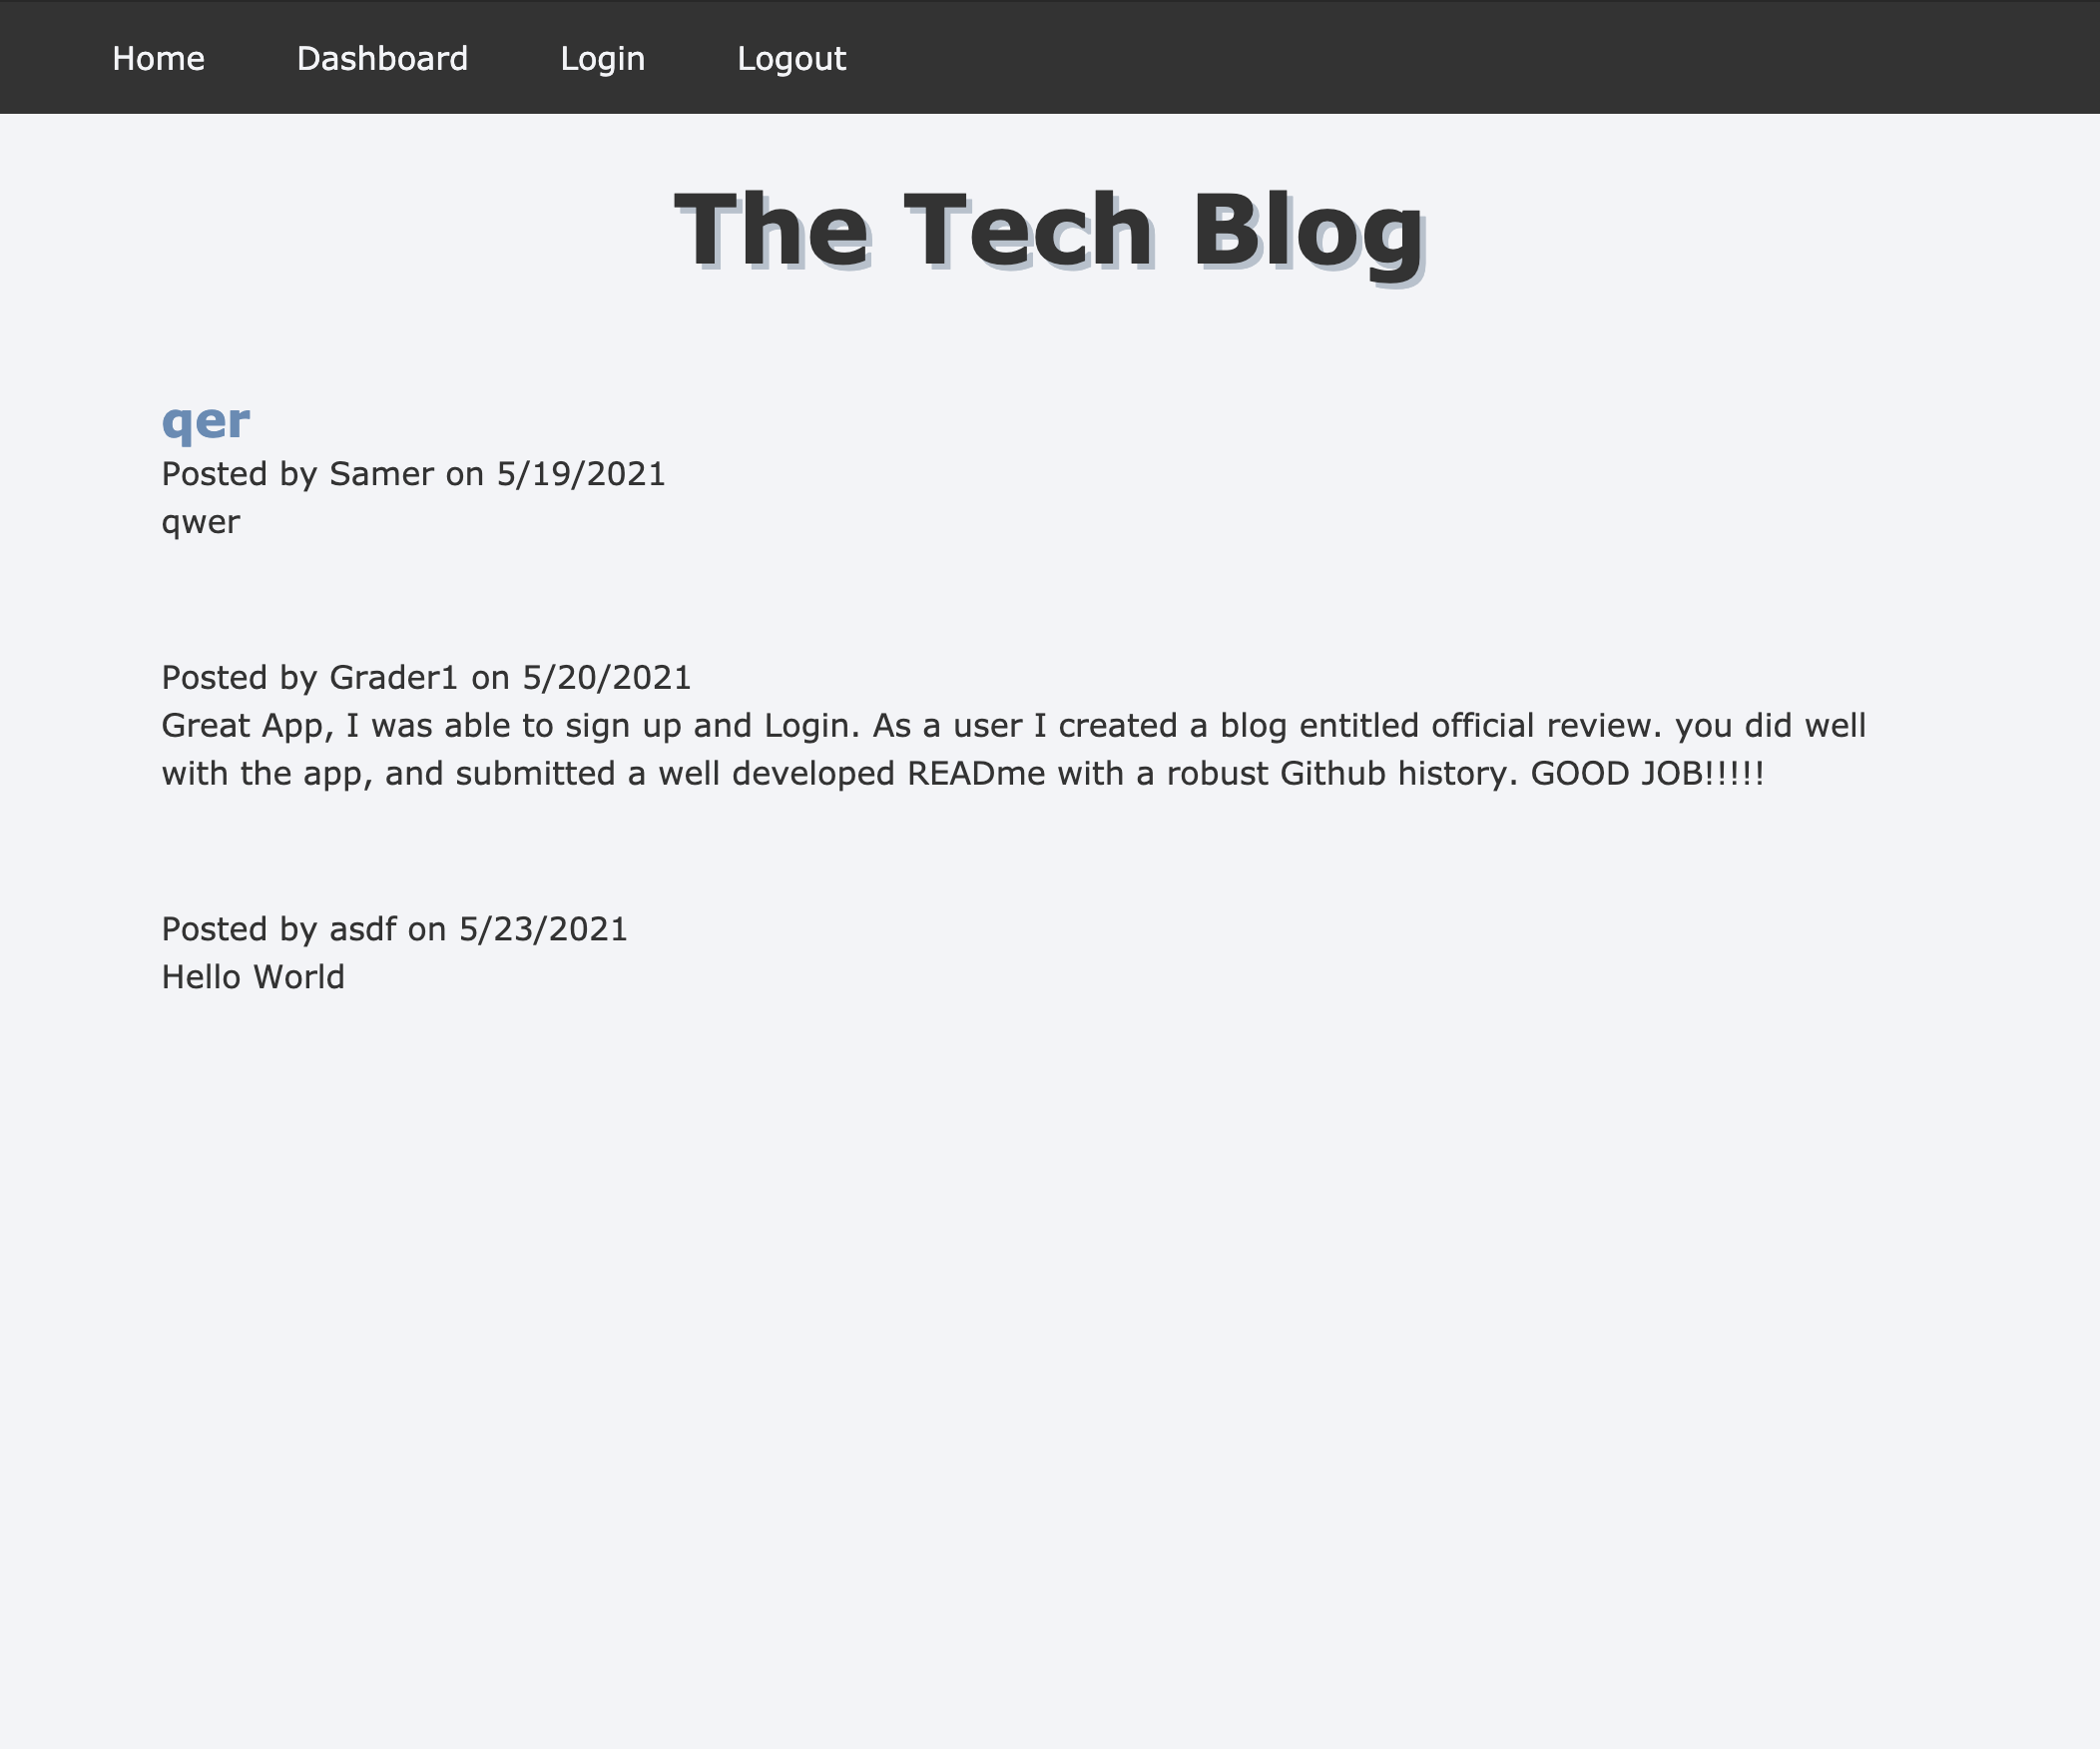 Home Dashboard Login Logout
The Tech Blog
qer
Posted by Samer on 5/19/2021
qwer
Posted by Grader1 on 5/20/2021
Great App, I was able to sign up and Login. As a user I created a blog entitled official review. you did well
with the app, and submitted a well developed READme with a robust Github history. GOOD JOB!!!!!
Posted by asdf on 5/23/2021
Hello World